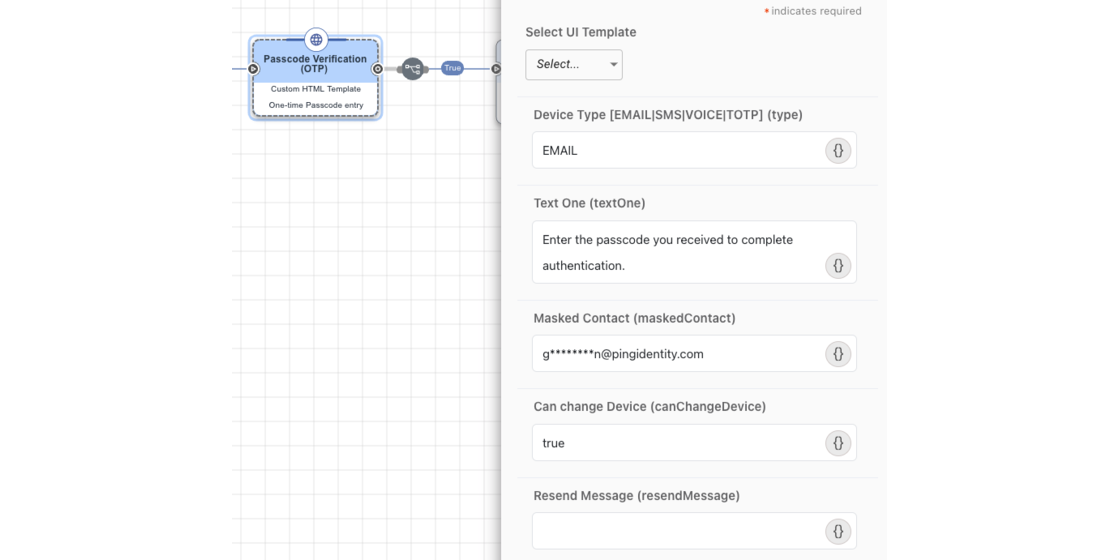 * indicates required
Select UI Template
Select...
Passcode Verification
(OTP)
Custom HTML Template
One-time Passcode entry
True
Device Type [EMAIL|SMS|VOICE|TOTP] (type)
EMAIL
{}
Text One (textOne)
Enter the passcode you received to complete
authentication.
{}
Masked Contact (maskedContact)
g********n@pingidentity.com
{}
Can change Device (canChangeDevice)
true
{}
Resend Message (resendMessage)
{}